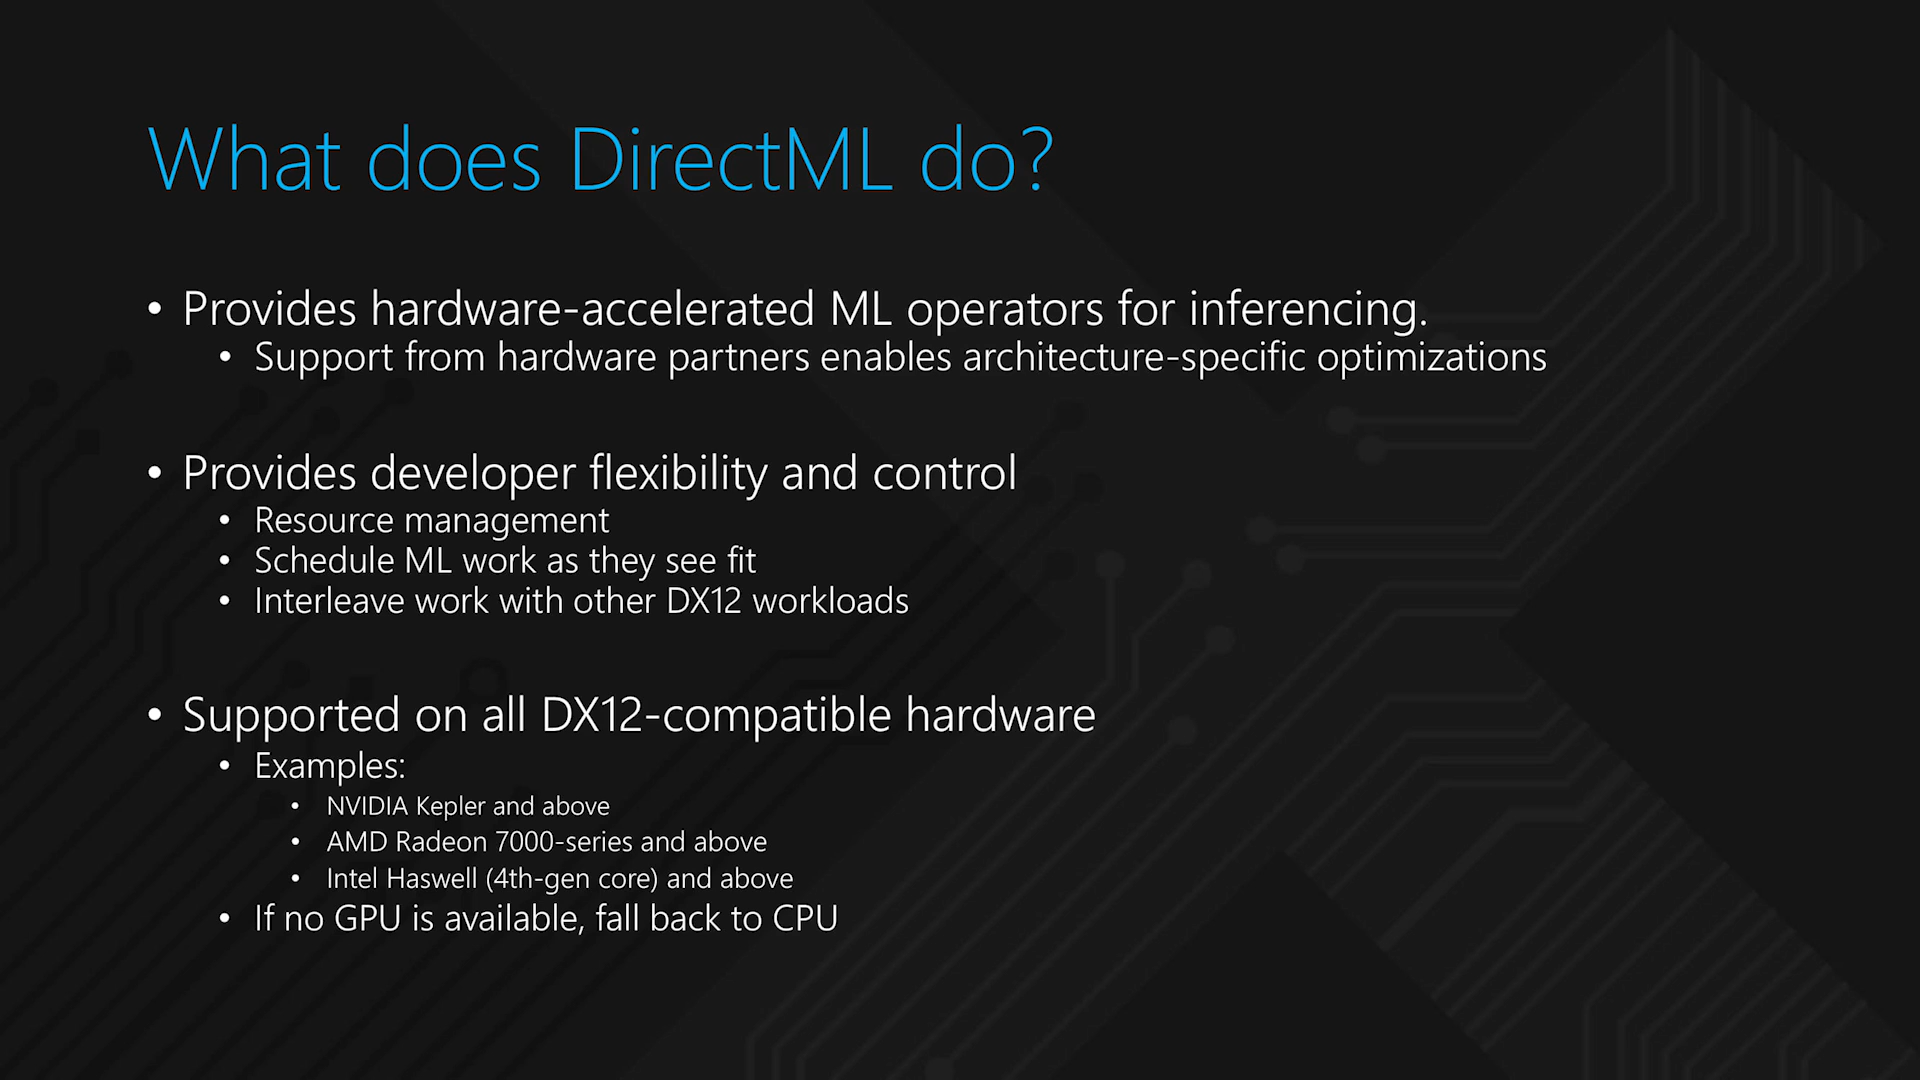 What does DirectML do?
• Provides hardware-accelerated ML operators for inferencing.
• Support from hardware partners enables architecture-specific optimizations
• Provides developer flexibility and control
• Resource management
• Schedule ML work as they see fit
• Interleave work with other DX12 workloads
• Supported on all DX12-compatible hardware
• Examples:
• NVIDIA Kepler and above
• AMD Radeon 7000-series and above
• Intel Haswell (4th-gen core) and above
• If no GPU is available, fall back to CPU